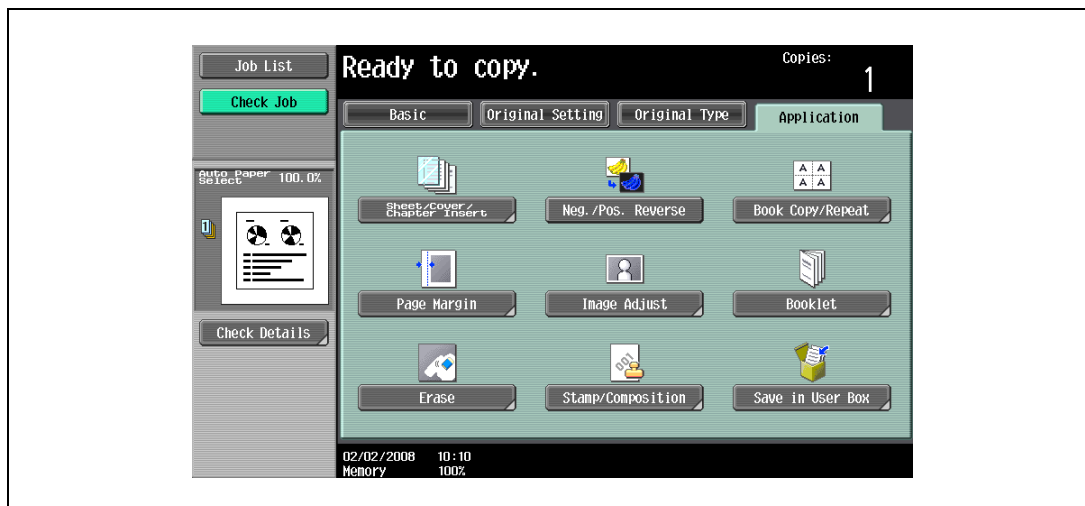 Job List
Check Job
Ready to copy.
Copies:
1
Basic
Original Setting
Original Type
Application
Auto Paper
Select
100.0%
1
Sheet/Cover/
Chapter Insert
Neg./Pos. Reverse
A A
A A
Book Copy/Repeat
Page Margin
Image Adjust
Booklet
Check Details
Erase
001
Stamp/Composition
Save in User Box
02/02/2008 10:10
Memory 100%